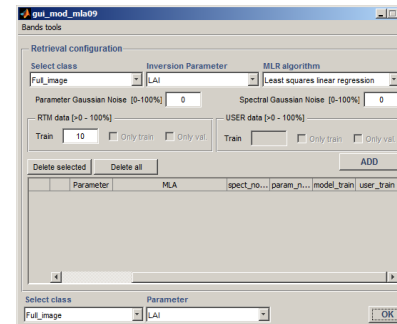 gui_mod_mla09
Bands tools
Retrieval configuration
Select class Inversion Parameter MLR algorithm
Full_image LAI Least squares linear regression
Parameter Gaussian Noise [0-100%] 0 Spectral Gaussian Noise [0-100%] 0
RTM data [>0 - 100%] USER data [>0 - 100%]
Train 10 Only train Only val. Train Only train Only val.
Delete selected Delete all ADD
Parameter MLA spect_no... param_n... model_train user_train
Select class Parameter
Full_image LAI OK